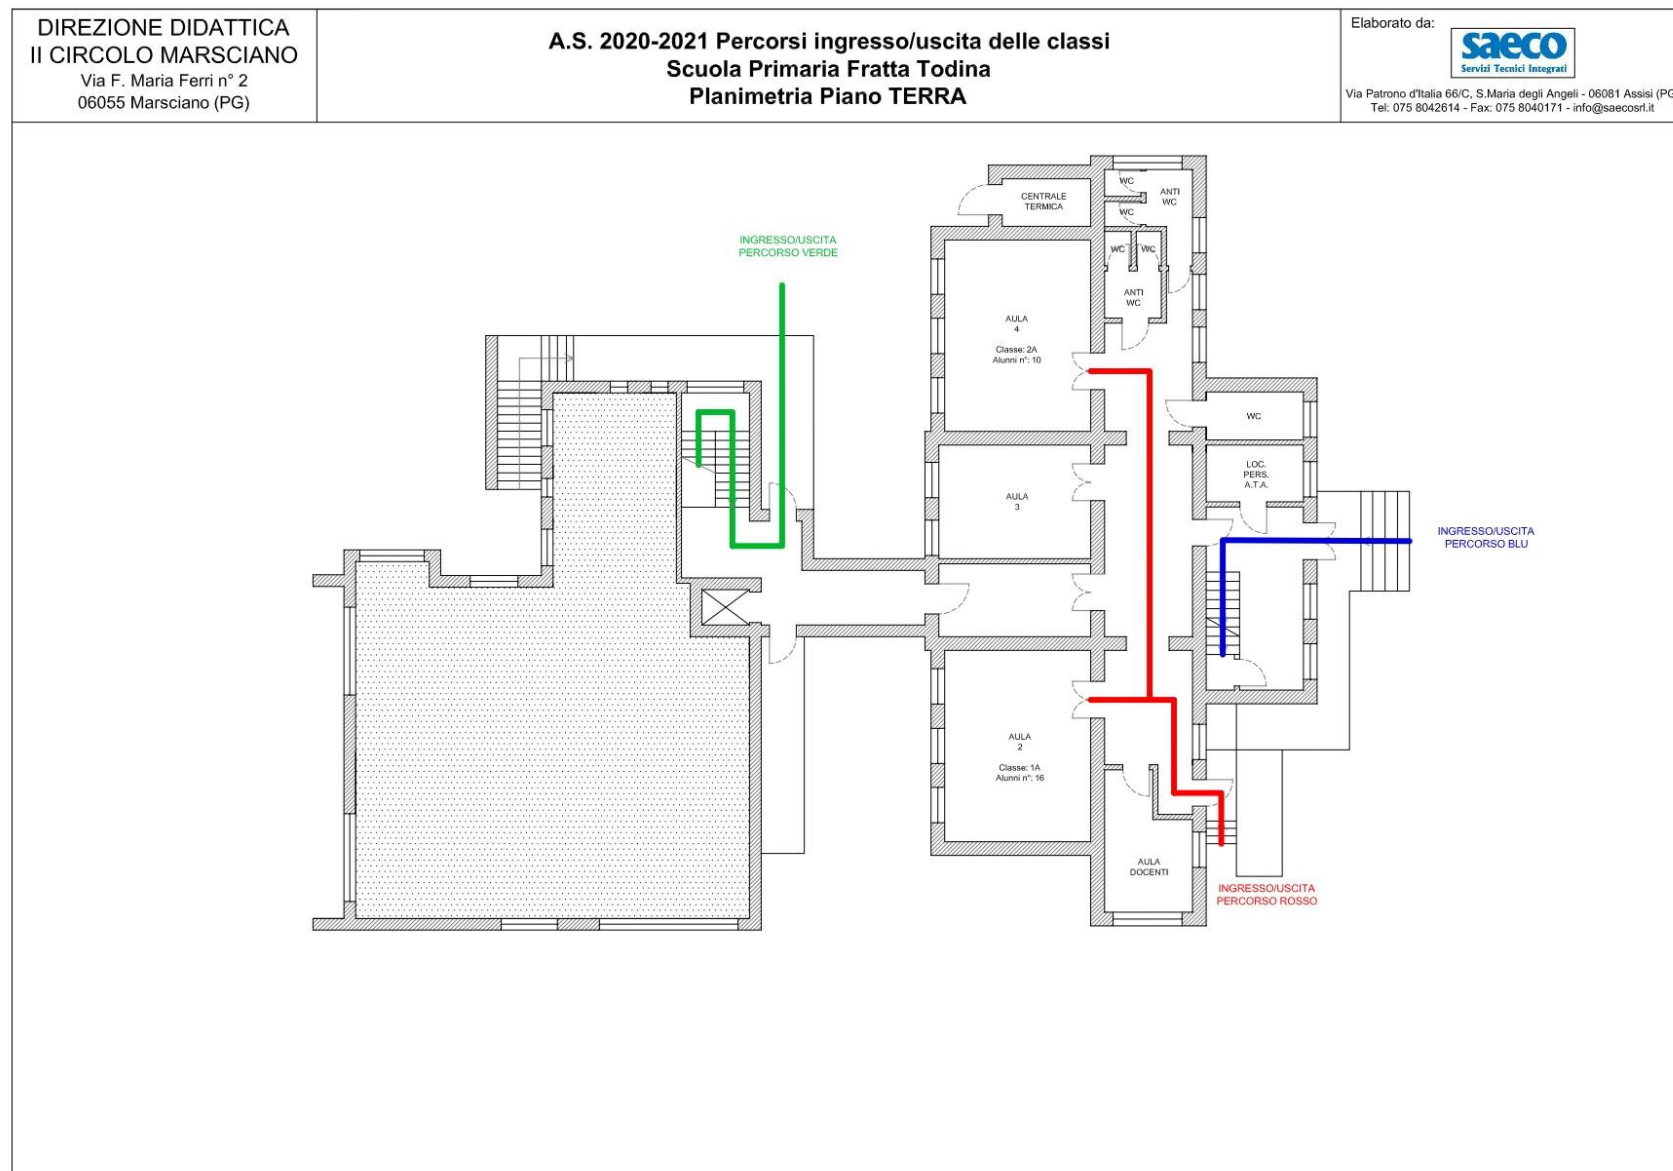 DIREZIONE DIDATTICA
II CIRCOLO MARSCIANO
Via F. Maria Ferri n° 2
06055 Marsciano (PG)
A.S. 2020-2021 Percorsi ingresso/uscita delle classi
Scuola Primaria Fratta Todina
Planimetria Piano TERRA
Elaborato da:
saeco
Servizi Tecnici Integrati
Via Patrono d'Italia 66/C, S.Maria degli Angeli - 06081 Assisi (PG
Tel: 075 8042614 - Fax: 075 8040171 - info@saecosrl.it
WC
ANTI
WC
CENTRALE
TERMICA
WC
INGRESSO/USCITA
PERCORSO VERDE
WC
WC
ANTI
WC
AULA
4
Classe: 2A
Alunni n°: 10
WC
LOC.
PERS.
A.T.A.
AULA
3
INGRESSO/USCITA
PERCORSO BLU
AULA
2
Classe: 1A
Alunni n°: 16
AULA
DOCENTI
INGRESSO/USCITA
PERCORSO ROSSO